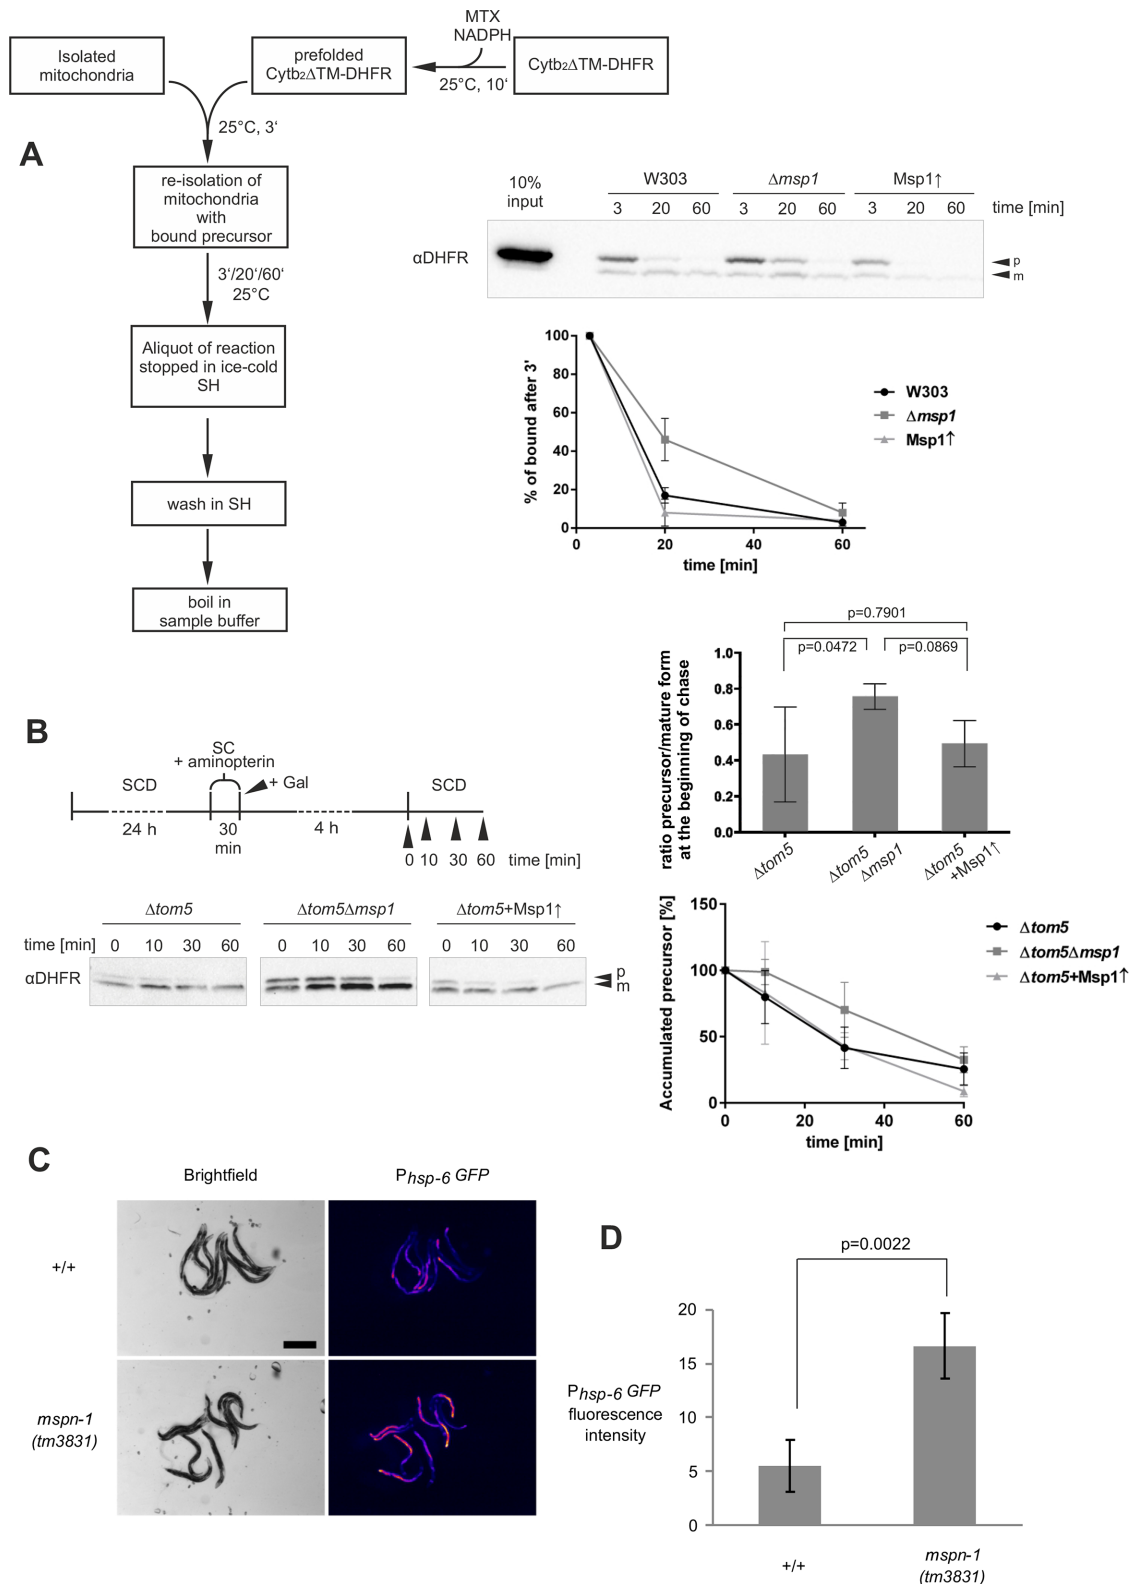 MTX
NADPH
Isolated
mitochondria
prefolded
Cytb₂ΔTM-DHFR
25°C, 10‘
Cytb₂ΔTM-DHFR
25°C, 3‘
A
re-isolation of
mitochondria
with
bound precursor
3‘/20‘/60‘
25°C
Aliquot of reaction
stopped in ice-cold
SH
wash in SH
boil in
sample buffer
10%
input
W303 Δmsp1 Msp1↑
3 20 60 3 20 60 3 20 60 time [min]
αDHFR
p
m
% of bound after 3'
100
80
60
40
20
0
0 20 40 60
time [min]
W303
Δmsp1
Msp1↑
B
SCD
SC
+ aminopterin
+ Gal
SCD
24 h
30
min
4 h
0 10 30 60 time [min]
Δtom5 Δtom5Δmsp1 Δtom5+Msp1↑
time [min] 0 10 30 60 0 10 30 60 0 10 30 60
αDHFR
p
m
p=0.7901
p=0.0472 p=0.0869
ratio precursor/mature form
at the beginning of chase
1.0
0.8
0.6
0.4
0.2
0.0
Δtom5
Δtom5
Δmsp1
Δtom5
+Msp1↑
Accumulated precursor [%]
150
100
50
0
0 20 40 60
time [min]
Δtom5
Δtom5Δmsp1
Δtom5+Msp1↑
C
Brightfield Phsp-6 GFP
+/+
mspn-1
(tm3831)
D
p=0.0022
Phsp-6 GFP
fluorescence
intensity
20
15
10
5
0
+/+
mspn-1
(tm3831)